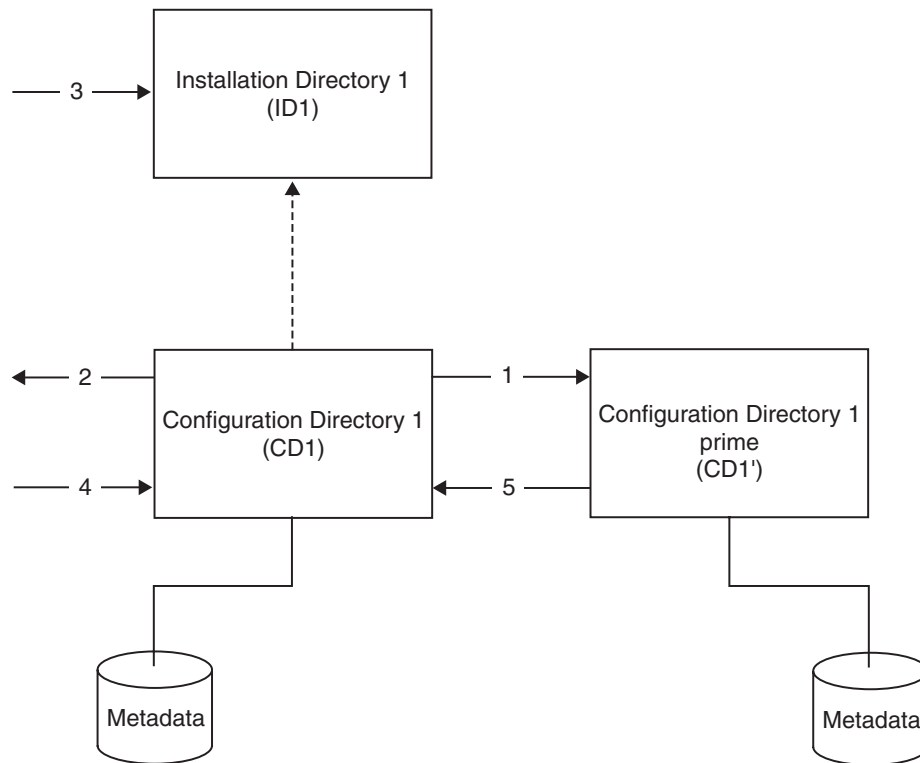 Installation Directory 1
(ID1)
3
2
1
Configuration Directory 1
(CD1)
Configuration Directory 1
prime
(CD1')
4
5
Metadata
Metadata